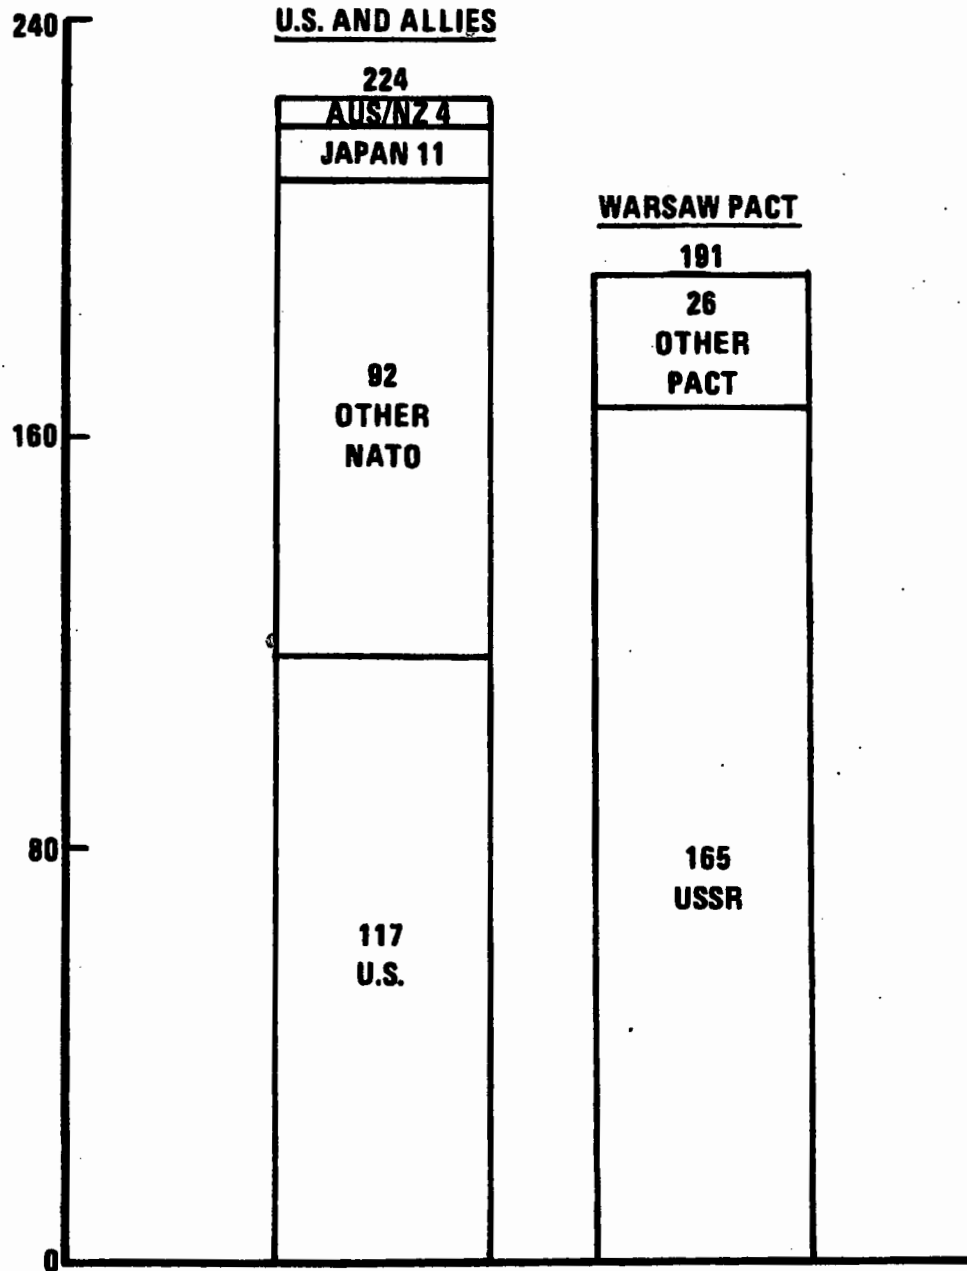 240
U.S. AND ALLIES
224
AUS/NZ 4
JAPAN 11
WARSAW PACT
191
26
OTHER
PACT
92
OTHER
NATO
160
80
165
USSR
117
U.S.
0